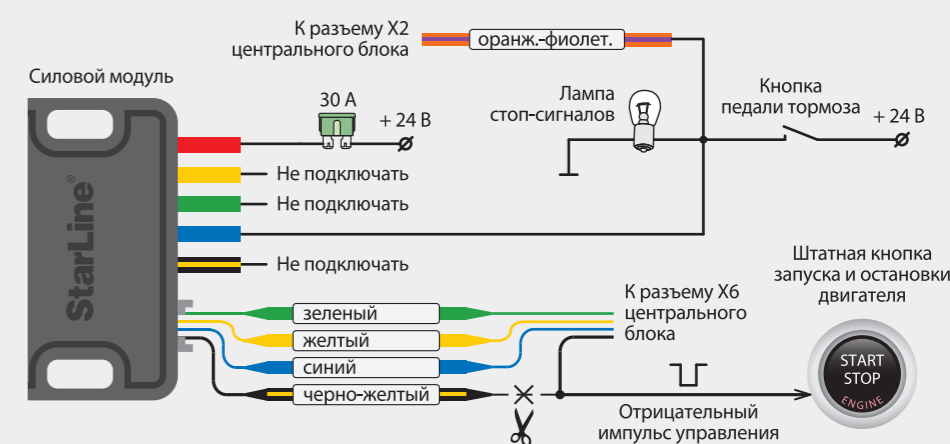 К разъему X2
центрального блока
оранж.-фиолет.
Силовой модуль
30 А
+ 24 В
Лампа
стоп-сигналов
Кнопка
педали тормоза
+ 24 В
Не подключать
Не подключать
Не подключать
StarLine®
зеленый
желтый
синий
черно-желтый
К разъему X6
центрального
блока
Штатная кнопка
запуска и остановки
двигателя
START
STOP
ENGINE
Отрицательный
импульс управления